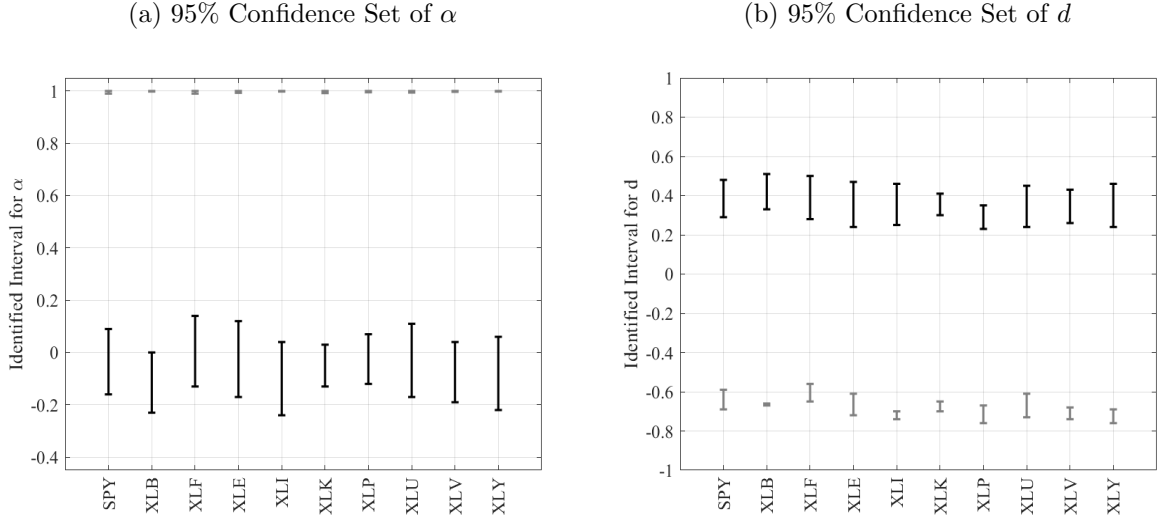 (a) 95% Confidence Set of α
(b) 95% Confidence Set of d
Identified Interval for α
1
0.8
0.6
0.4
0.2
0
-0.2
-0.4
SPY
XLB
XLF
XLE
XLI
XLK
XLP
XLU
XLV
XLY
Identified Interval for d
1
0.8
0.6
0.4
0.2
0
-0.2
-0.4
-0.6
-0.8
-1
SPY
XLB
XLF
XLE
XLI
XLK
XLP
XLU
XLV
XLY